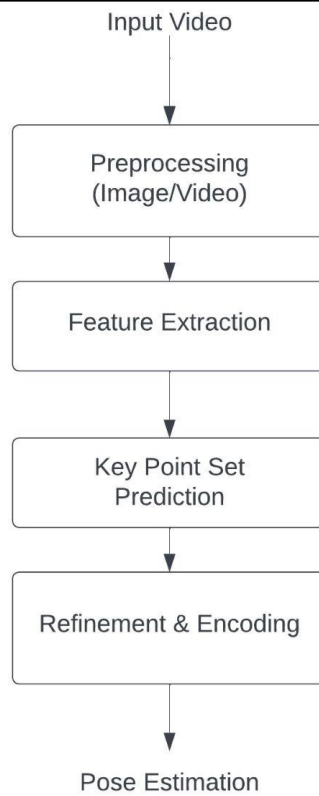 Input Video
Preprocessing
(Image/Video)
Feature Extraction
Key Point Set
Prediction
Refinement & Encoding
Pose Estimation